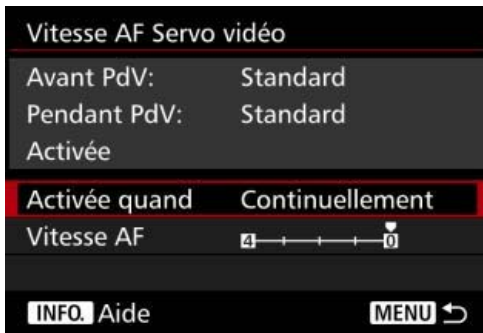 Vitesse AF Servo vidéo
Avant PdV: Standard
Pendant PdV: Standard
Activée
Activée quand Continuellement
Vitesse AF 4 0
INFO. Aide MENU